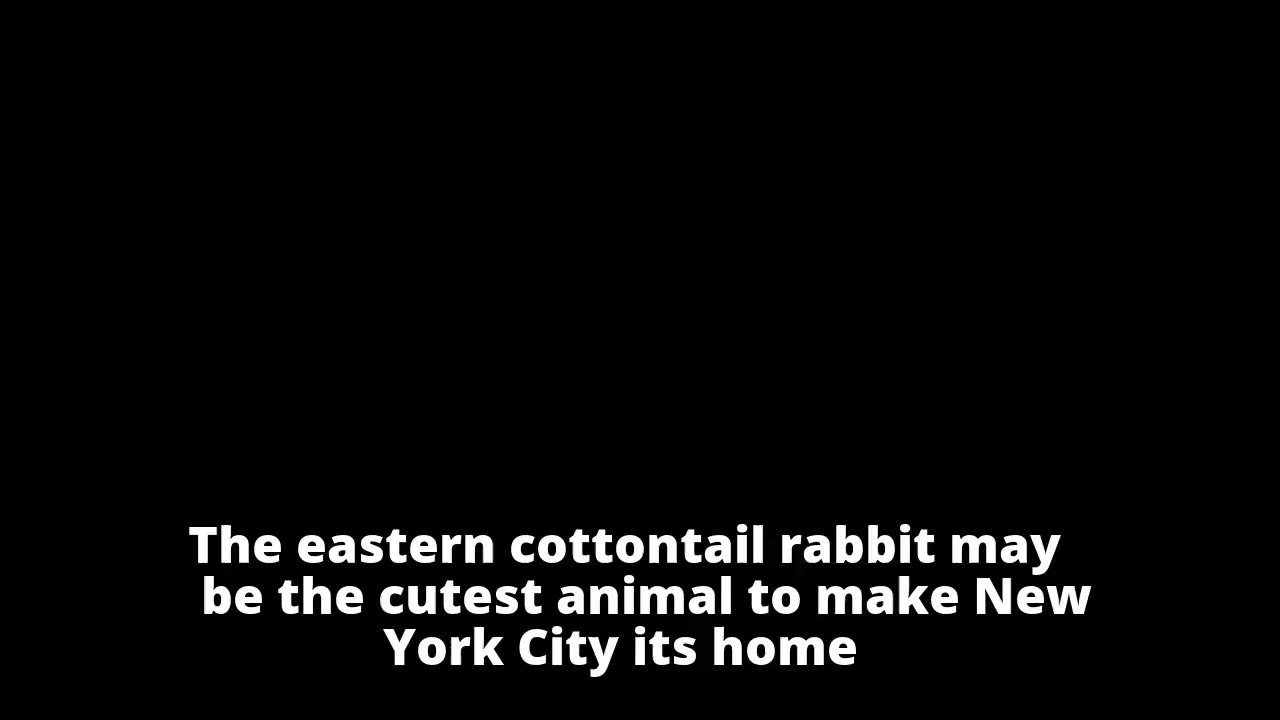 The eastern cottontail rabbit may
be the cutest animal to make New
York City its home